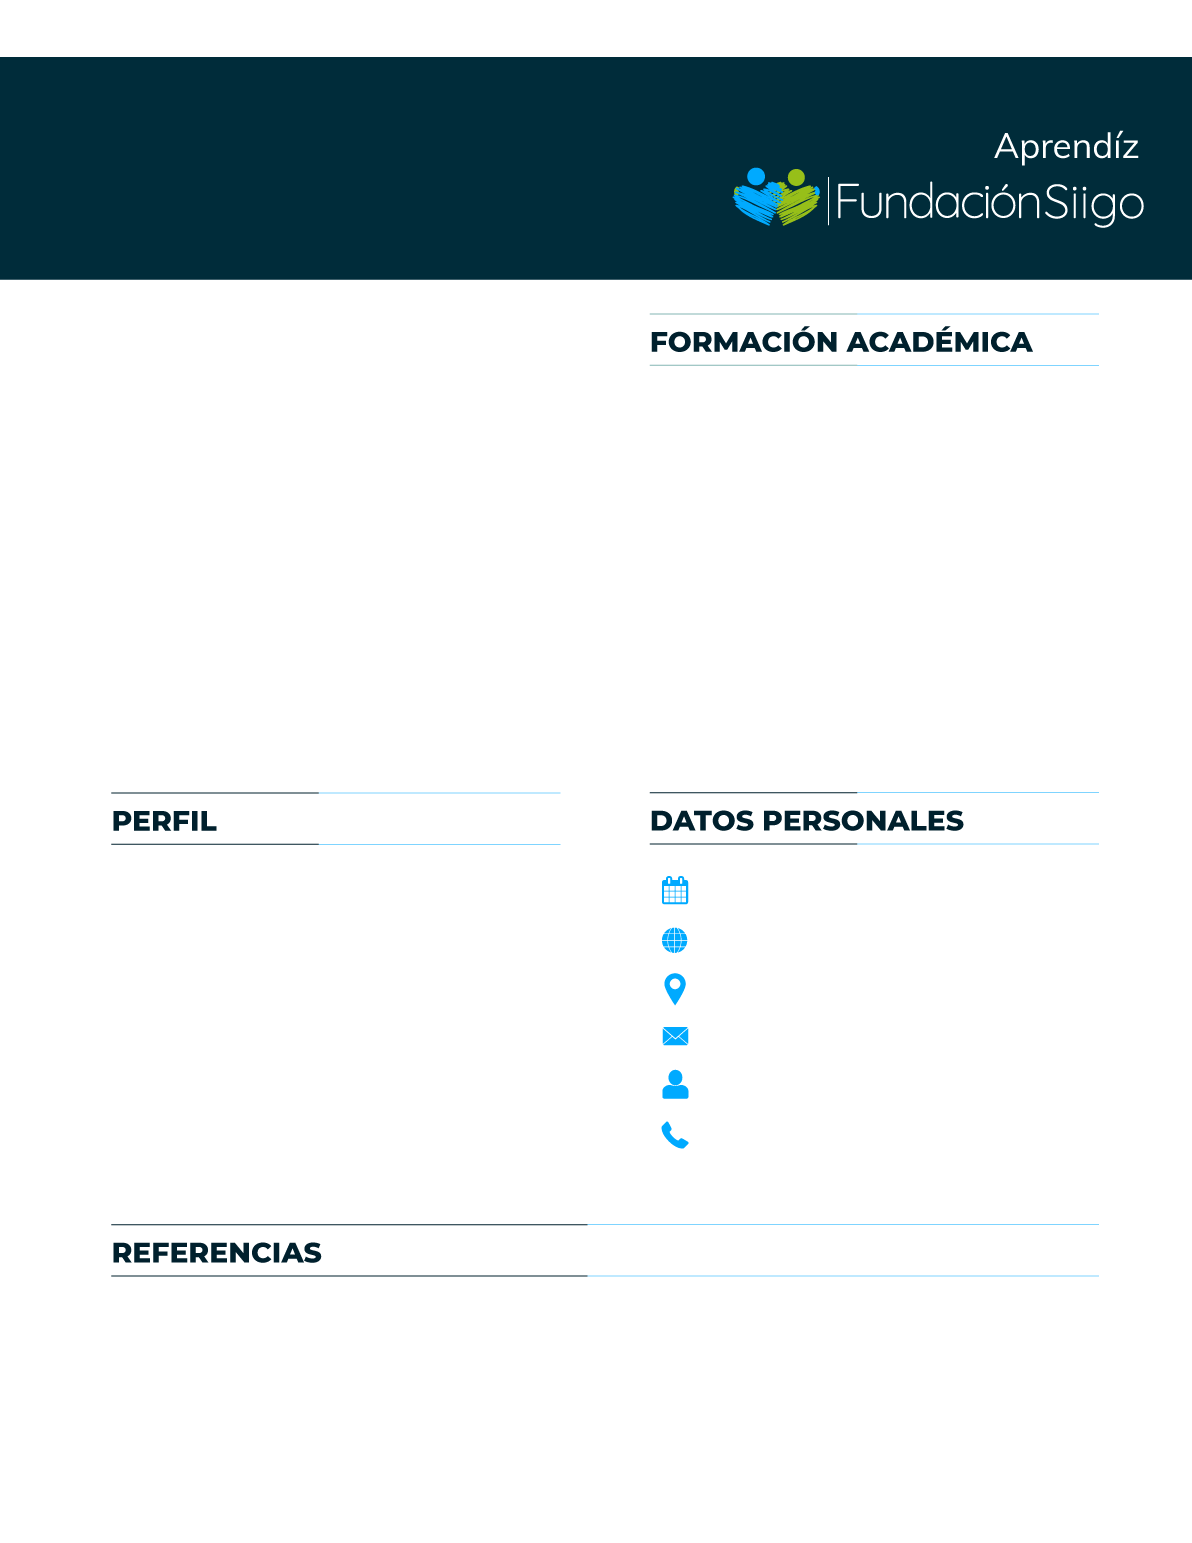 Aprendíz
FundaciónSiigo
FORMACIÓN ACADÉMICA
PERFIL
DATOS PERSONALES
REFERENCIAS